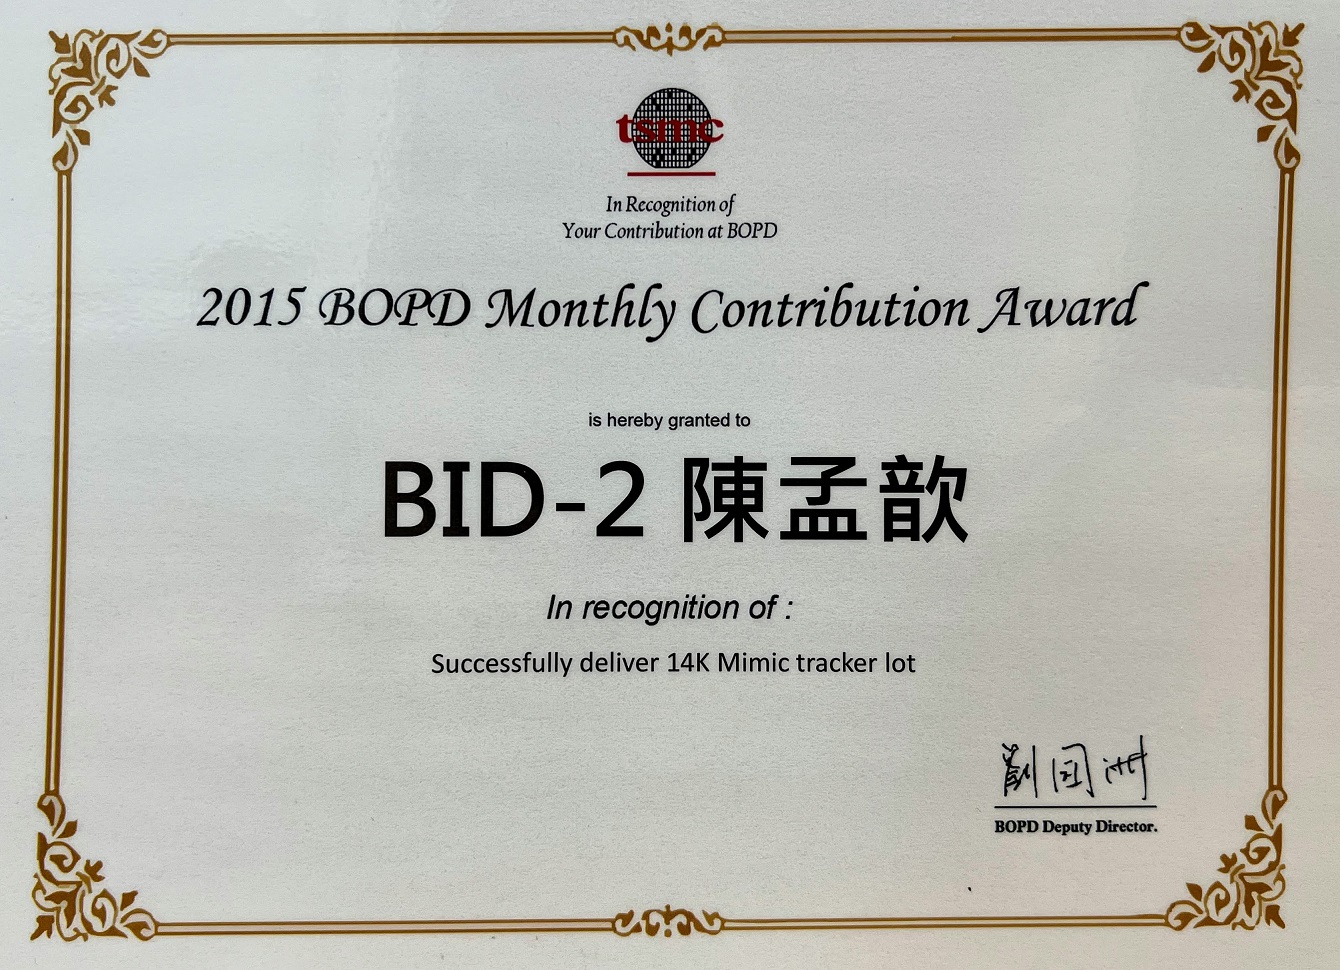 tsmc
In Recognition of
Your Contribution at BOPD
2015 BOPD Monthly Contribution Award
is hereby granted to
BID-2 陳孟歆
In recognition of :
Successfully deliver 14K Mimic tracker lot
劉国洲
BOPD Deputy Director.